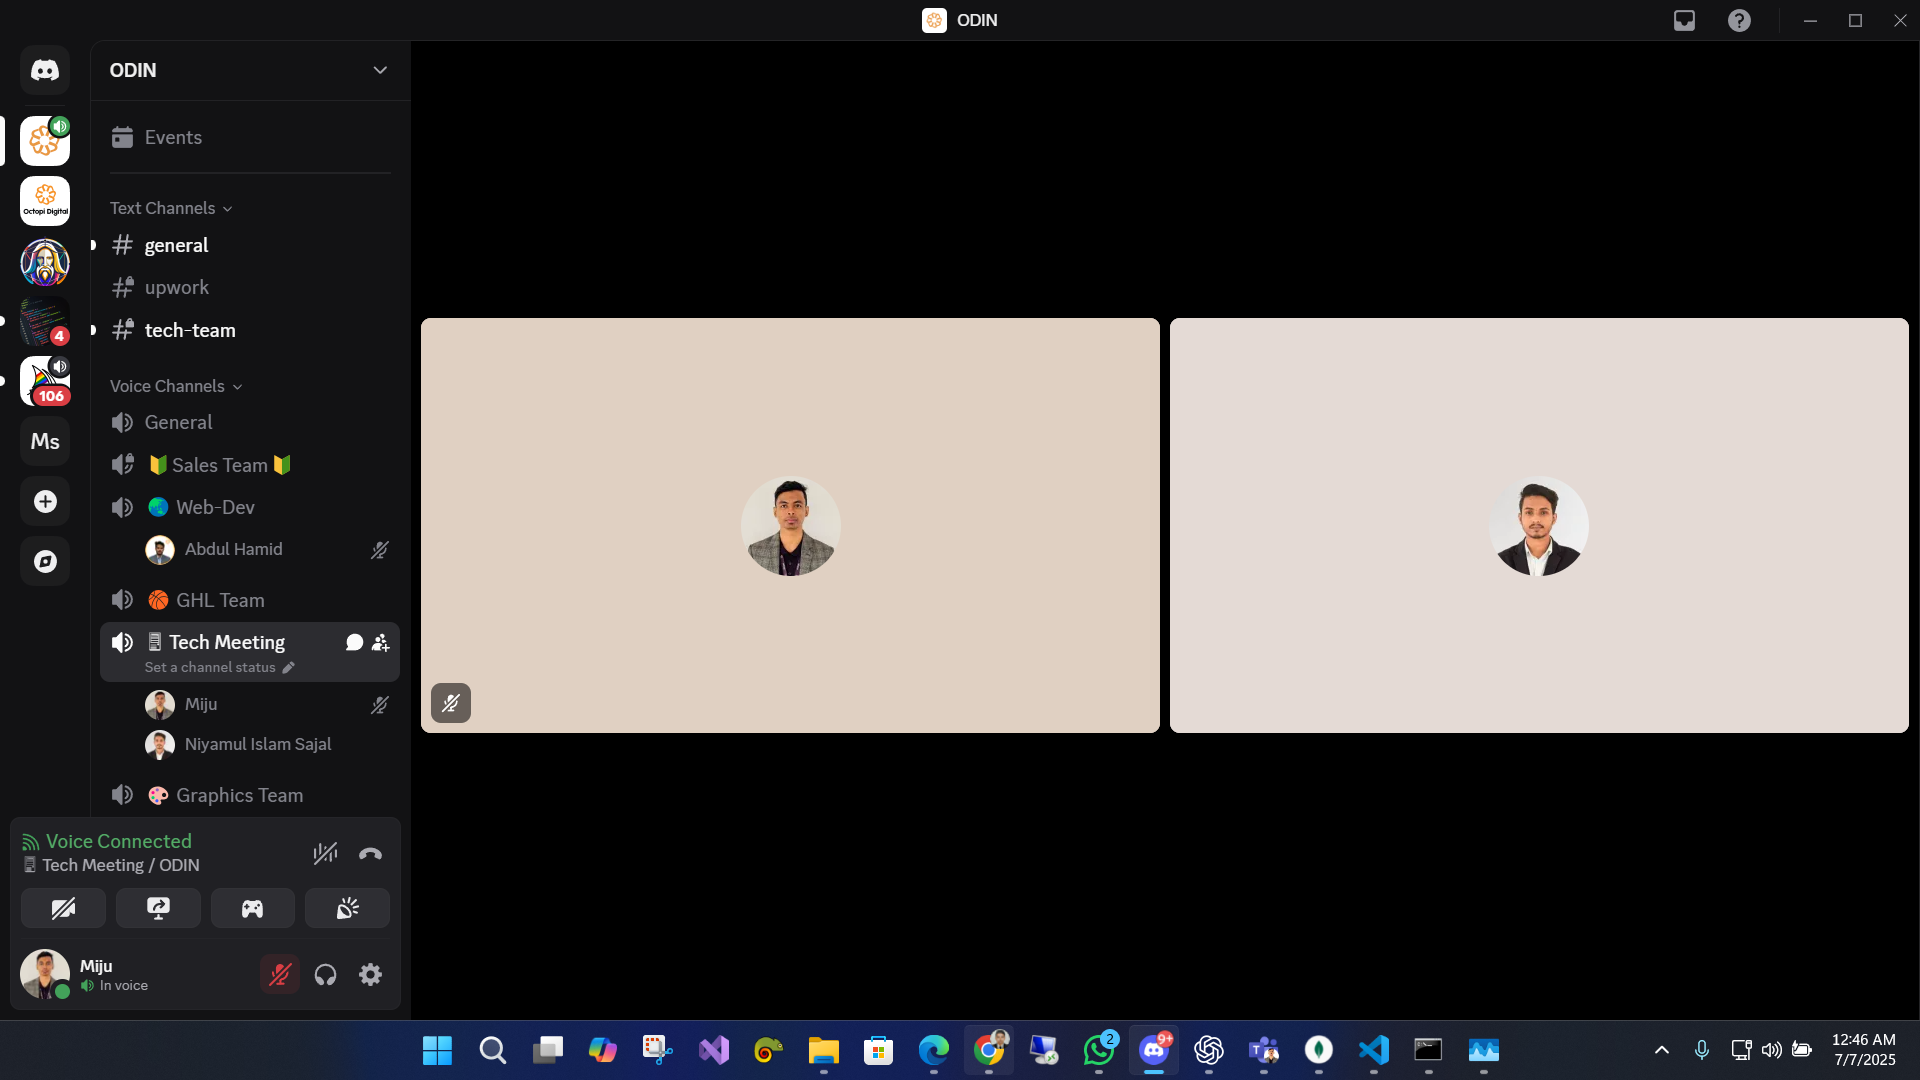 ODIN
ODIN
Events
Text Channels
general
upwork
tech-team
Voice Channels
General
Sales Team
Web-Dev
Abdul Hamid
GHL Team
Tech Meeting
Set a channel status
Miju
Niyamul Islam Sajal
Graphics Team
Octopi Digital
4
106
Ms
Voice Connected
Tech Meeting / ODIN
Miju
In voice
2
9+
12:46 AM
7/7/2025